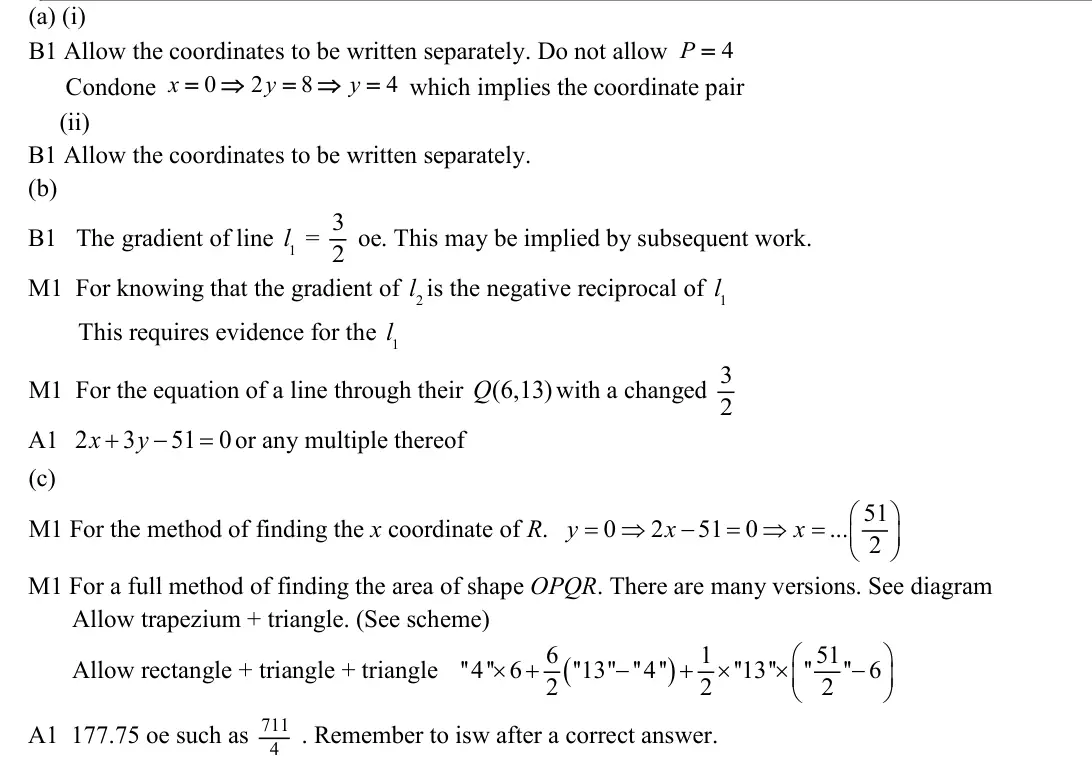 (a) (i)
B1 Allow the coordinates to be written separately. Do not allow P = 4
Condone x = 0 ⇒ 2y = 8 ⇒ y = 4 which implies the coordinate pair
(ii)
B1 Allow the coordinates to be written separately.
(b)
B1 The gradient of line l₁ = 3/2 oe. This may be implied by subsequent work.
M1 For knowing that the gradient of l₂ is the negative reciprocal of l₁
This requires evidence for the l₁
M1 For the equation of a line through their Q(6,13) with a changed 3/2
A1 2x + 3y − 51 = 0 or any multiple thereof
(c)
M1 For the method of finding the x coordinate of R. y = 0 ⇒ 2x − 51 = 0 ⇒ x = ...(51/2)
M1 For a full method of finding the area of shape OPQR. There are many versions. See diagram
Allow trapezium + triangle. (See scheme)
Allow rectangle + triangle + triangle "4"×6 + 6/2("13"−"4") + 1/2 × "13" × ("51/2" − 6)
A1 177.75 oe such as 711/4 . Remember to isw after a correct answer.